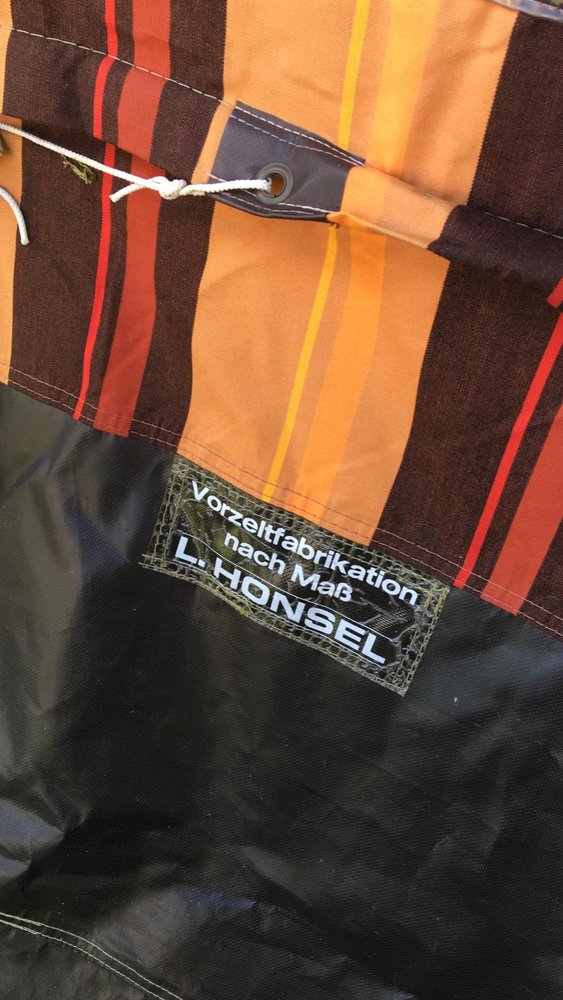 Vorzeltfabrikation
nach Maß
L. HONSEL